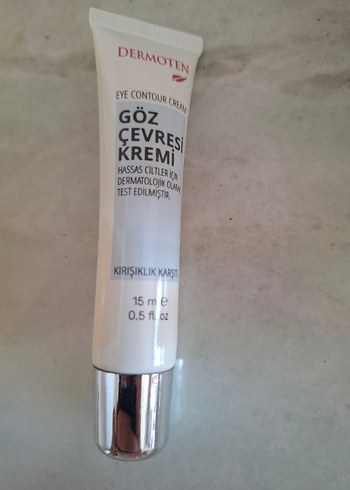 DERMOTEN
EYE CONTOUR CREAM
GÖZ
ÇEVRESİ
KREMİ
HASSAS CİLTLER İÇİN
DERMATOLOJİK OLARAK
TEST EDİLMİŞTİR.
KIRIŞIKLIK KARŞITI
15 ml e
0,5 fl. oz